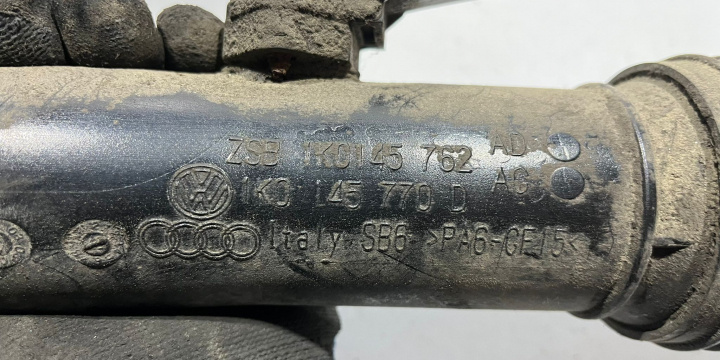 ZSB 1K0145 762 AD
1K0 145 770 D AC
Italy SB6 >PA6-GF15<